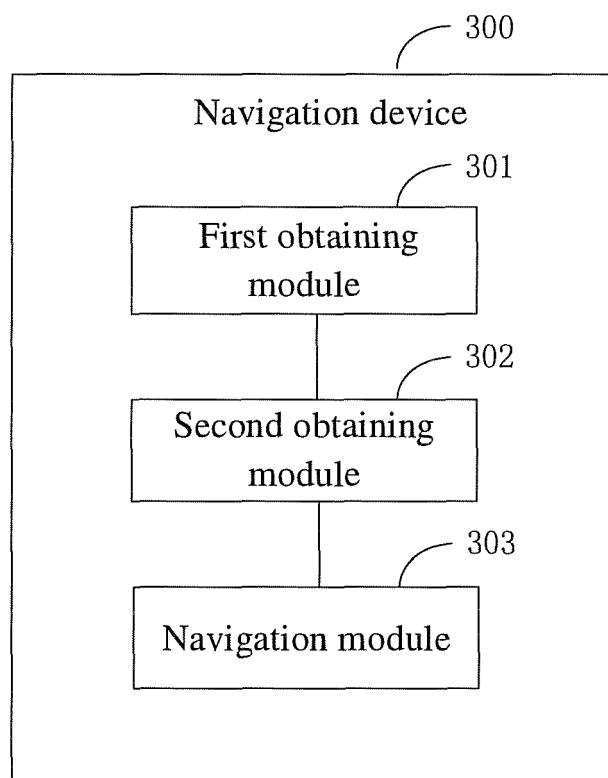 300
Navigation device
301
First obtaining
module
302
Second obtaining
module
303
Navigation module